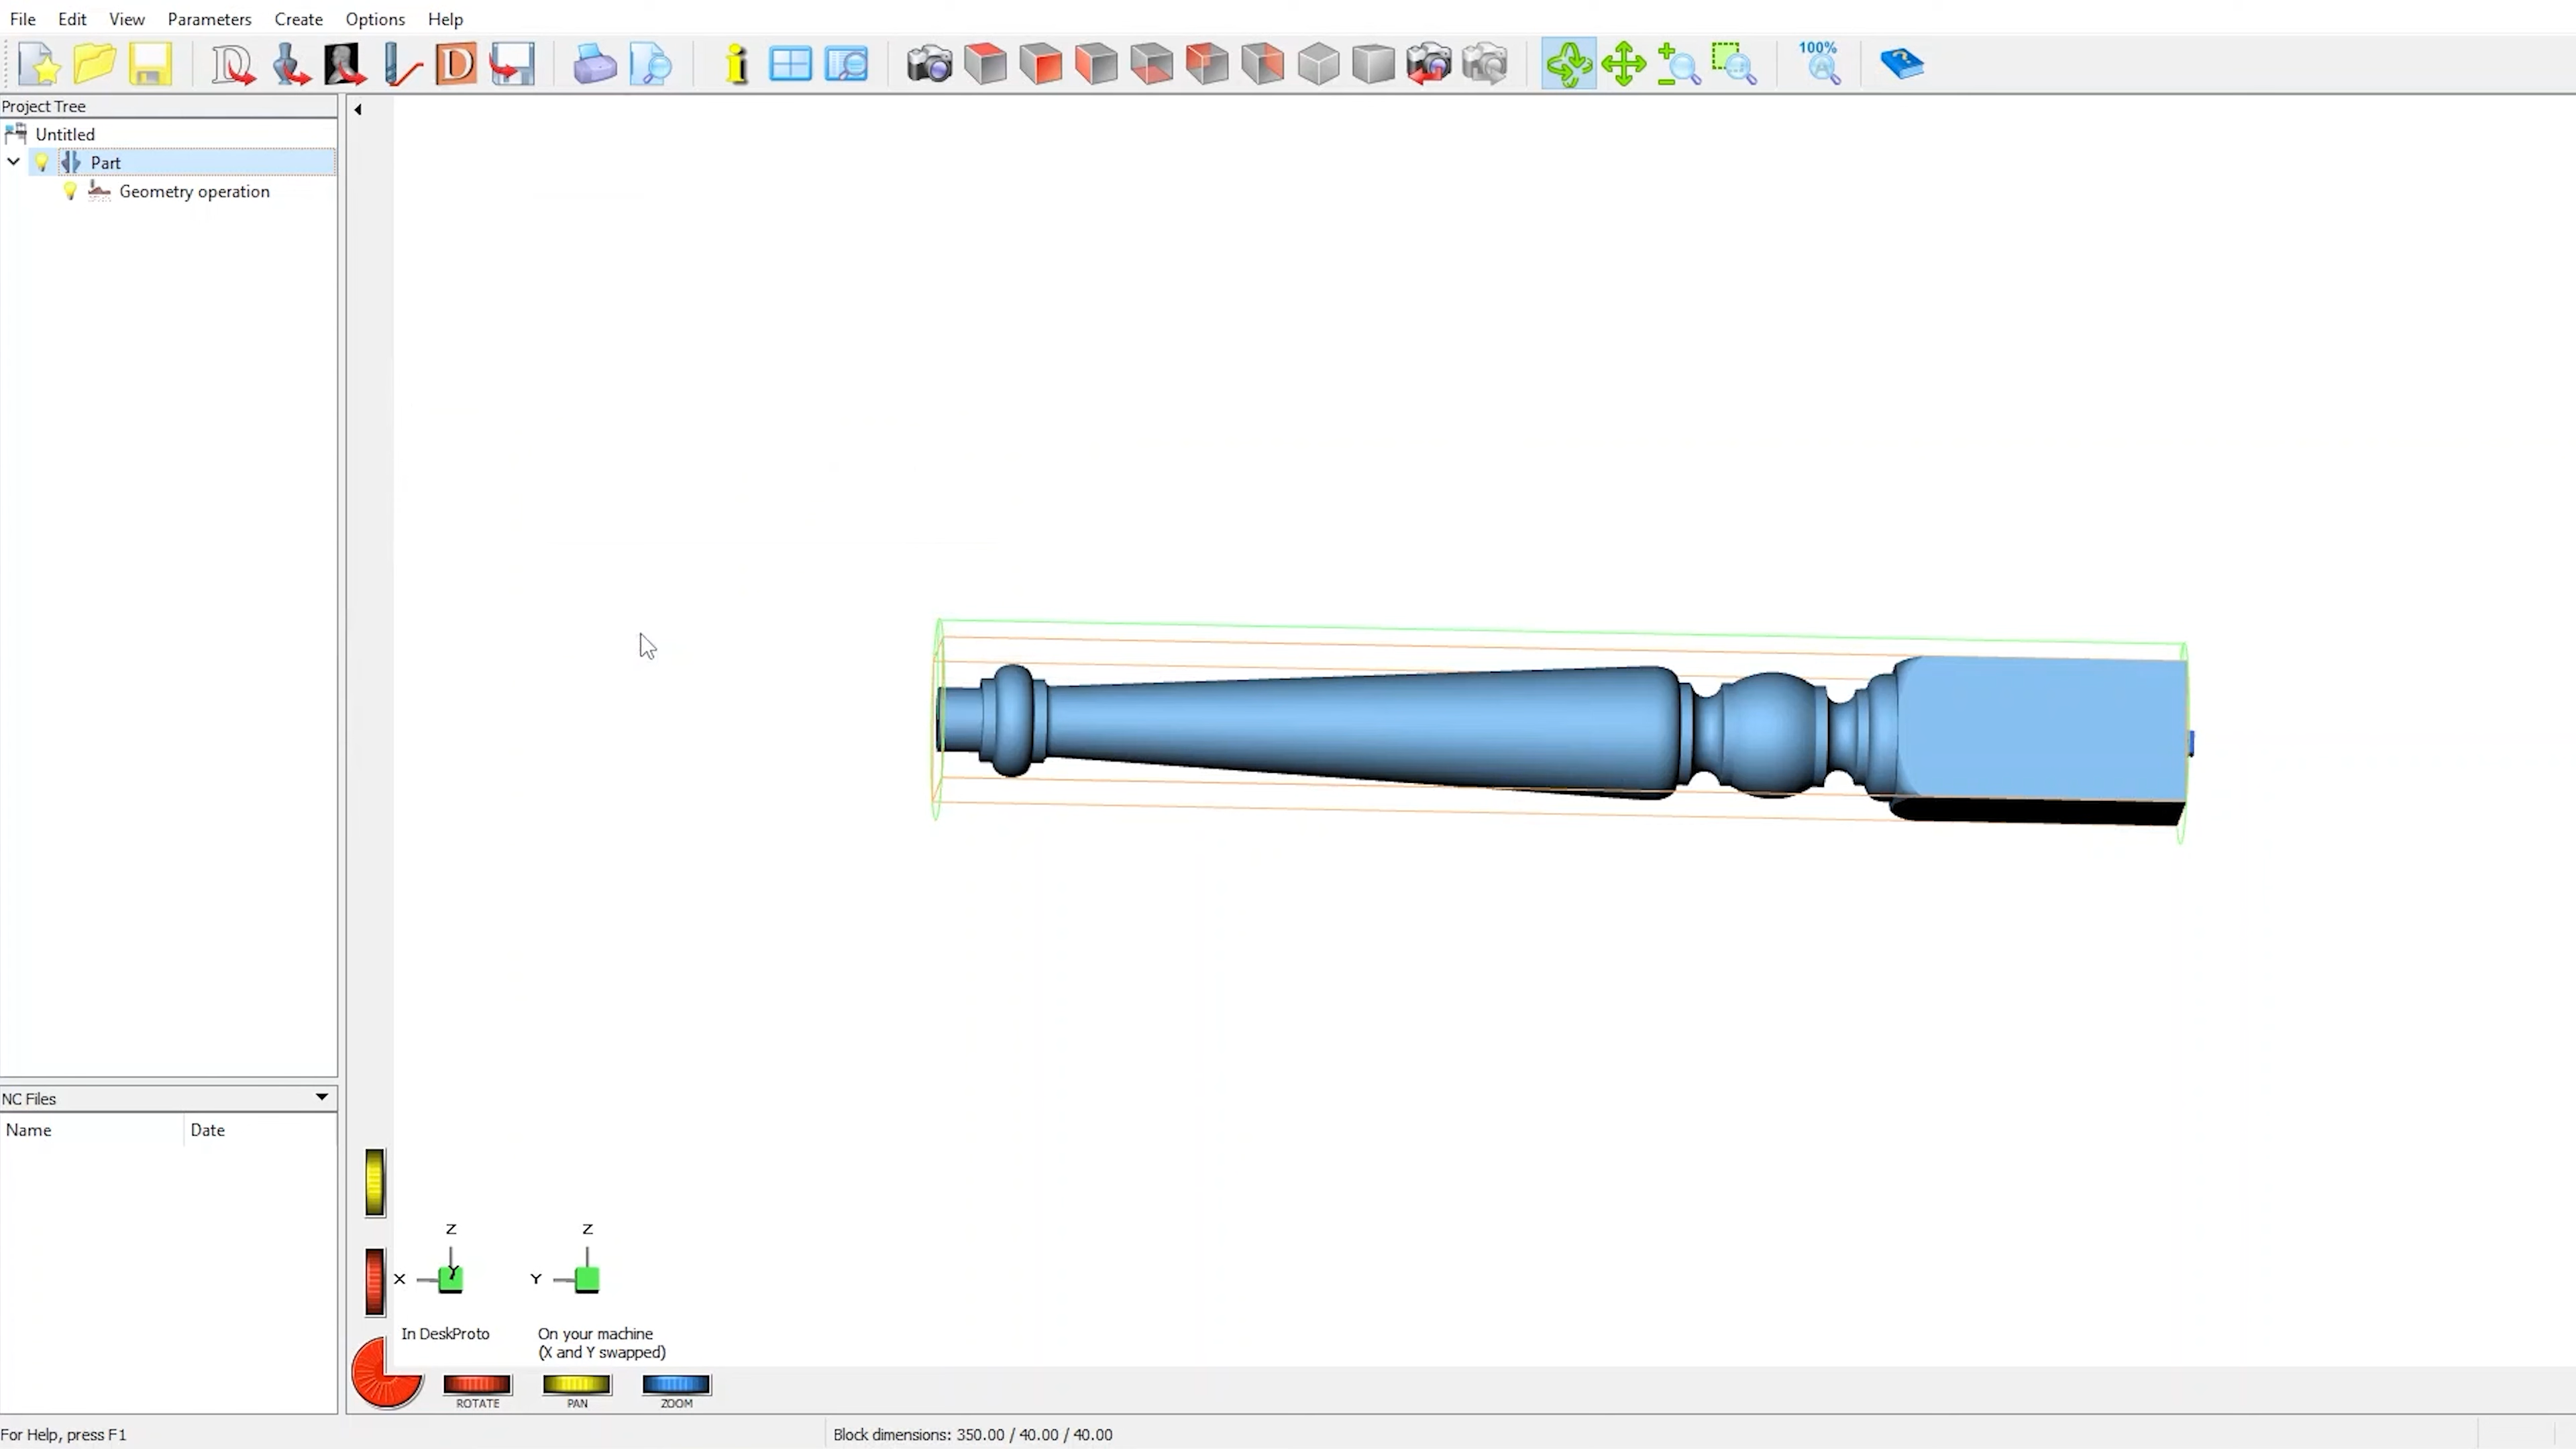 File Edit View Parameters Create Options Help
100%
Project Tree
Untitled
Part
Geometry operation
NC Files
Name Date
Z Z
X Y Y
In DeskProto On your machine
(X and Y swapped)
ROTATE PAN ZOOM
For Help, press F1 Block dimensions: 350.00 / 40.00 / 40.00